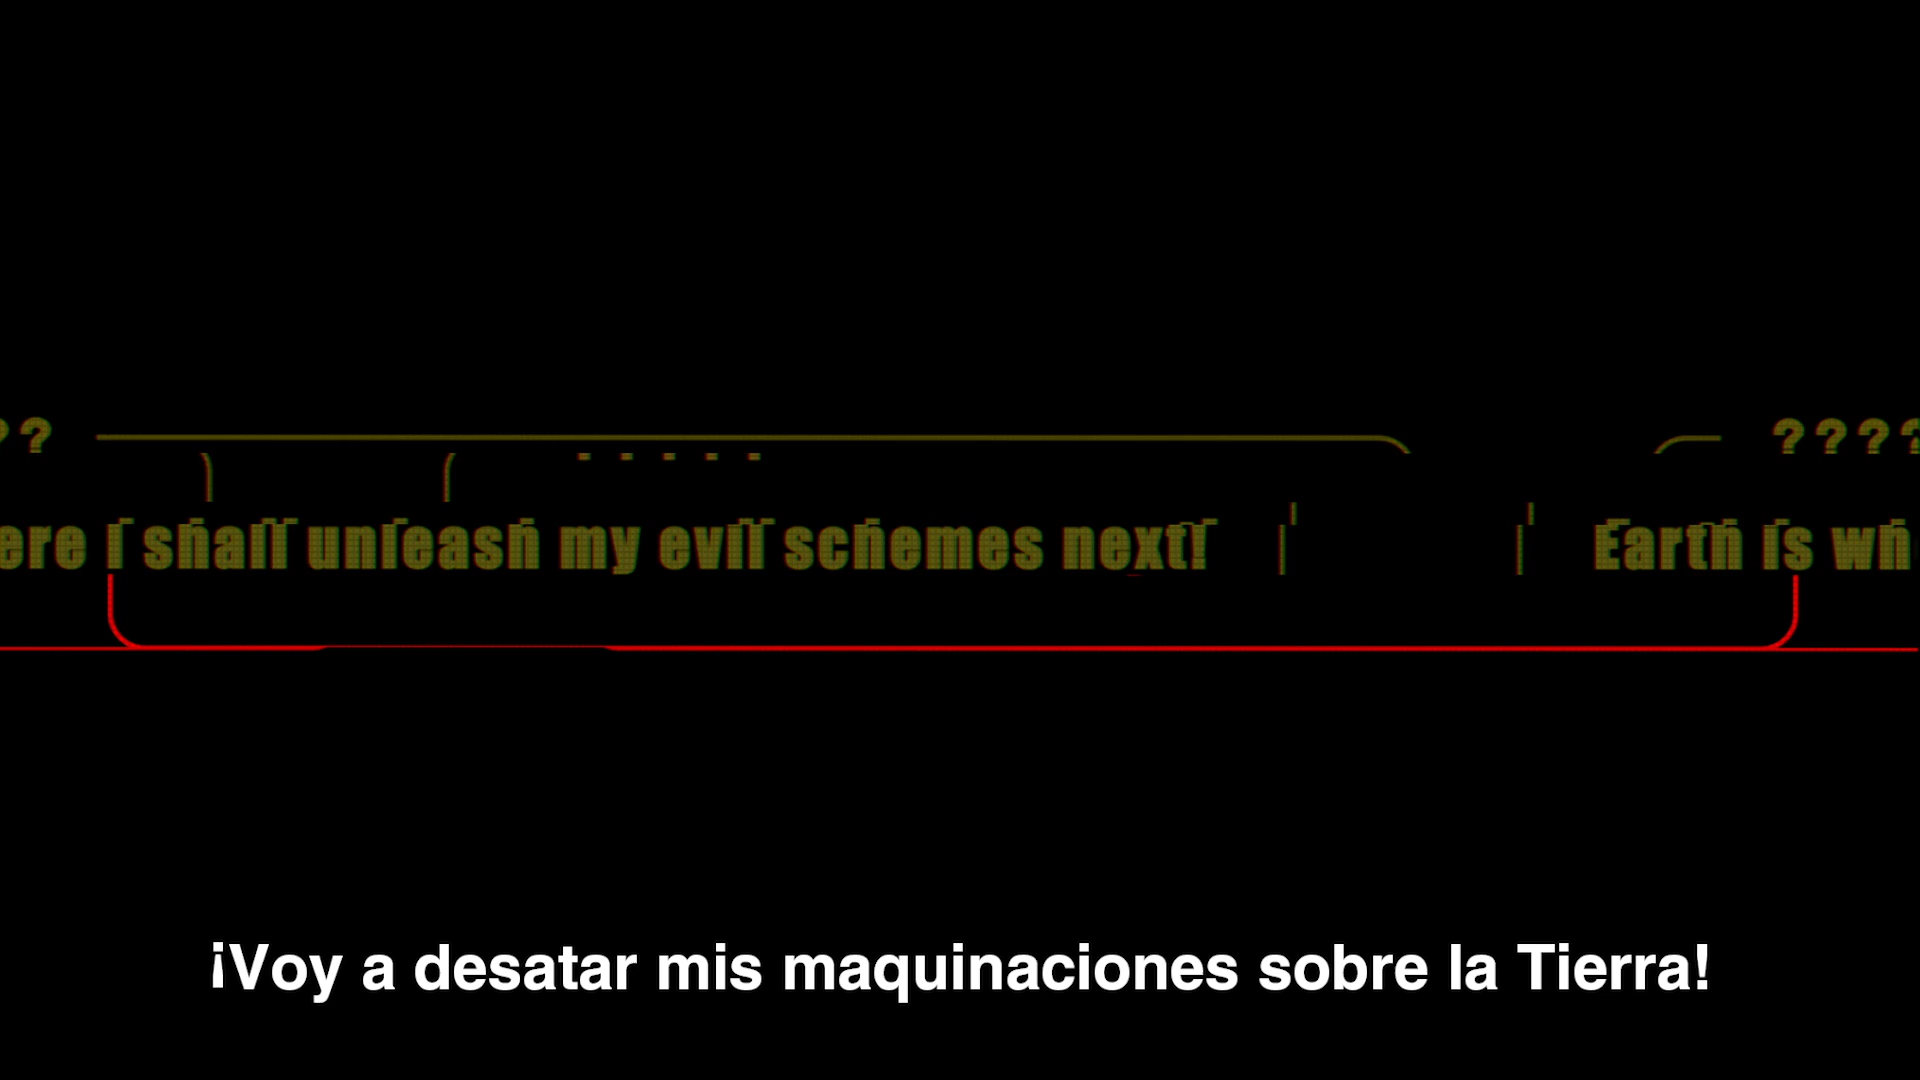 ?? ????
ere I shall unleash my evil schemes next! Earth is wh
¡Voy a desatar mis maquinaciones sobre la Tierra!